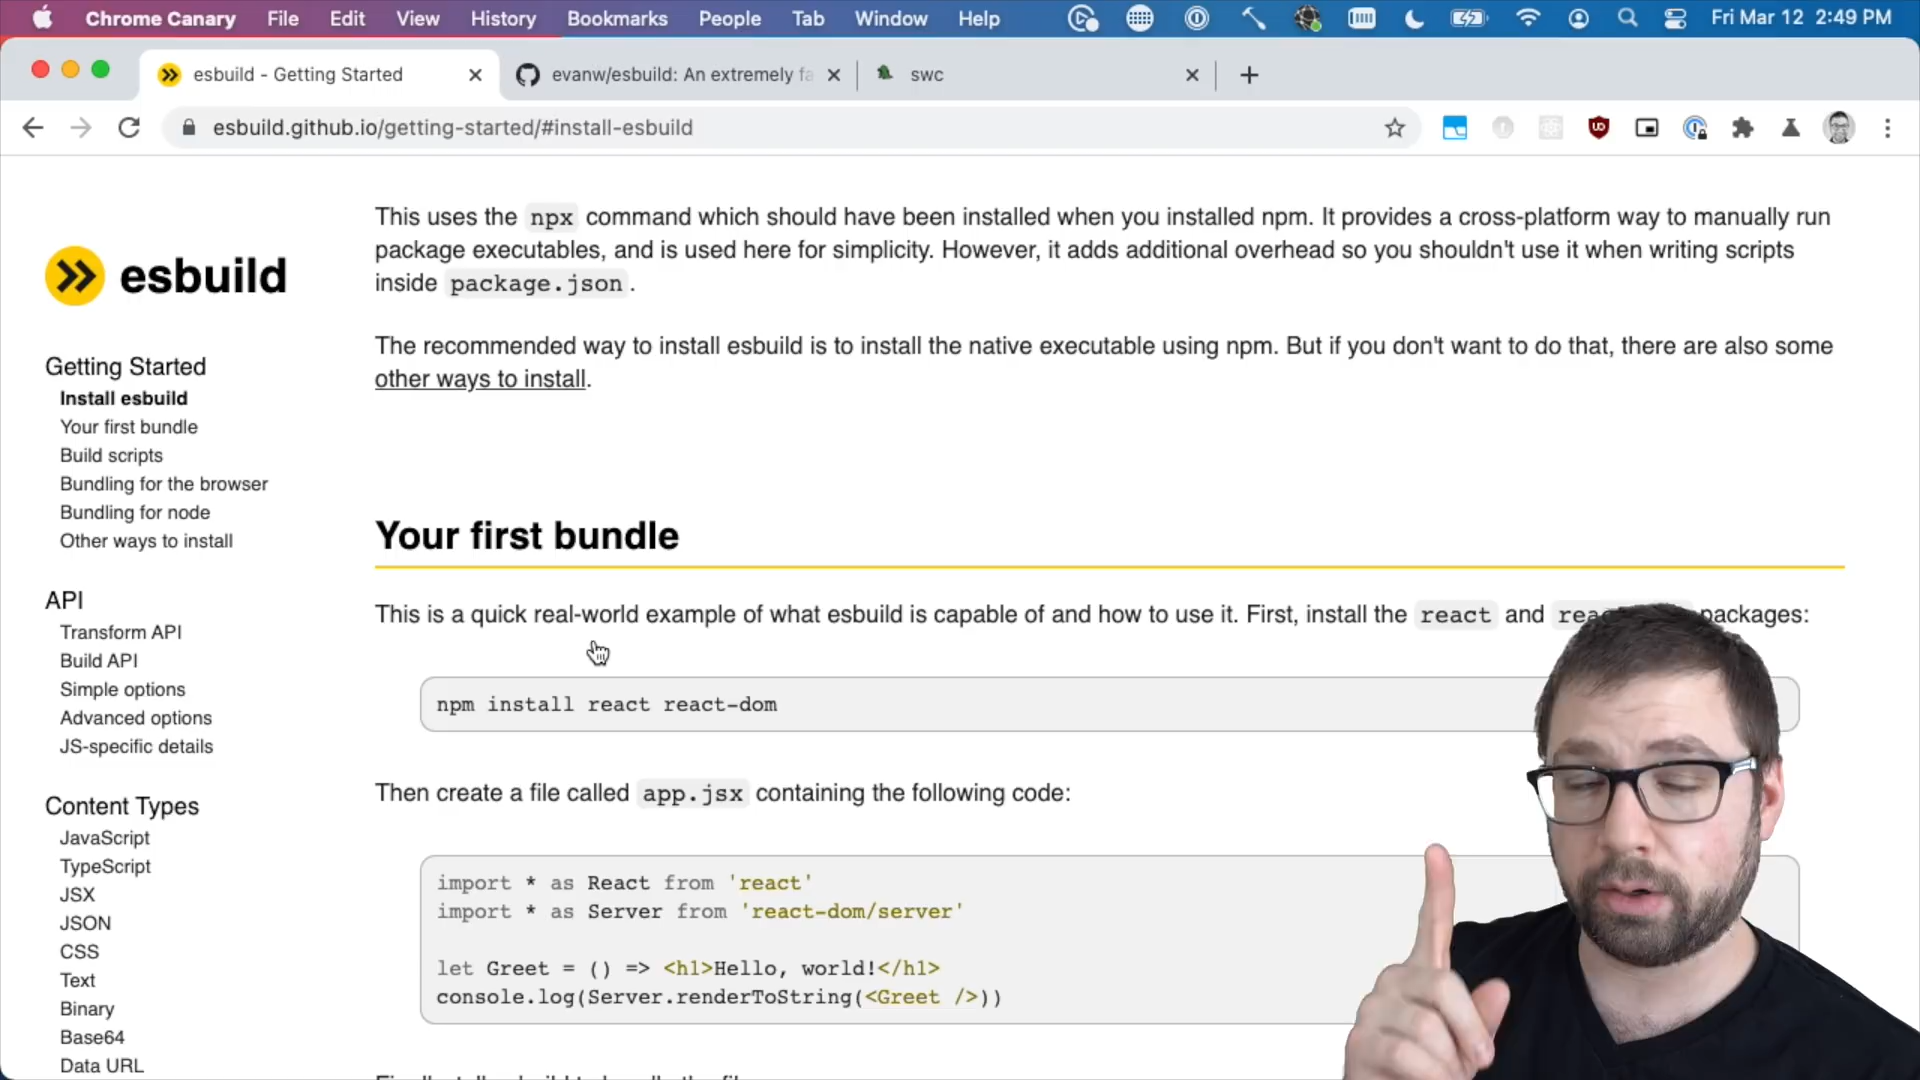 Chrome Canary File Edit View History Bookmarks People Tab Window Help Fri Mar 12 2:49 PM
esbuild - Getting Started
evanw/esbuild: An extremely fa
swc
esbuild.github.io/getting-started/#install-esbuild
esbuild
Getting Started
Install esbuild
Your first bundle
Build scripts
Bundling for the browser
Bundling for node
Other ways to install
API
Transform API
Build API
Simple options
Advanced options
JS-specific details
Content Types
JavaScript
TypeScript
JSX
JSON
CSS
Text
Binary
Base64
Data URL
This uses the npx command which should have been installed when you installed npm. It provides a cross-platform way to manually run
package executables, and is used here for simplicity. However, it adds additional overhead so you shouldn't use it when writing scripts
inside package.json .
The recommended way to install esbuild is to install the native executable using npm. But if you don't want to do that, there are also some
other ways to install.
Your first bundle
This is a quick real-world example of what esbuild is capable of and how to use it. First, install the react and packages:
npm install react react-dom
Then create a file called app.jsx containing the following code:
import * as React from 'react'
import * as Server from 'react-dom/server'
let Greet = () => <h1>Hello, world!</h1>
console.log(Server.renderToString(<Greet />))